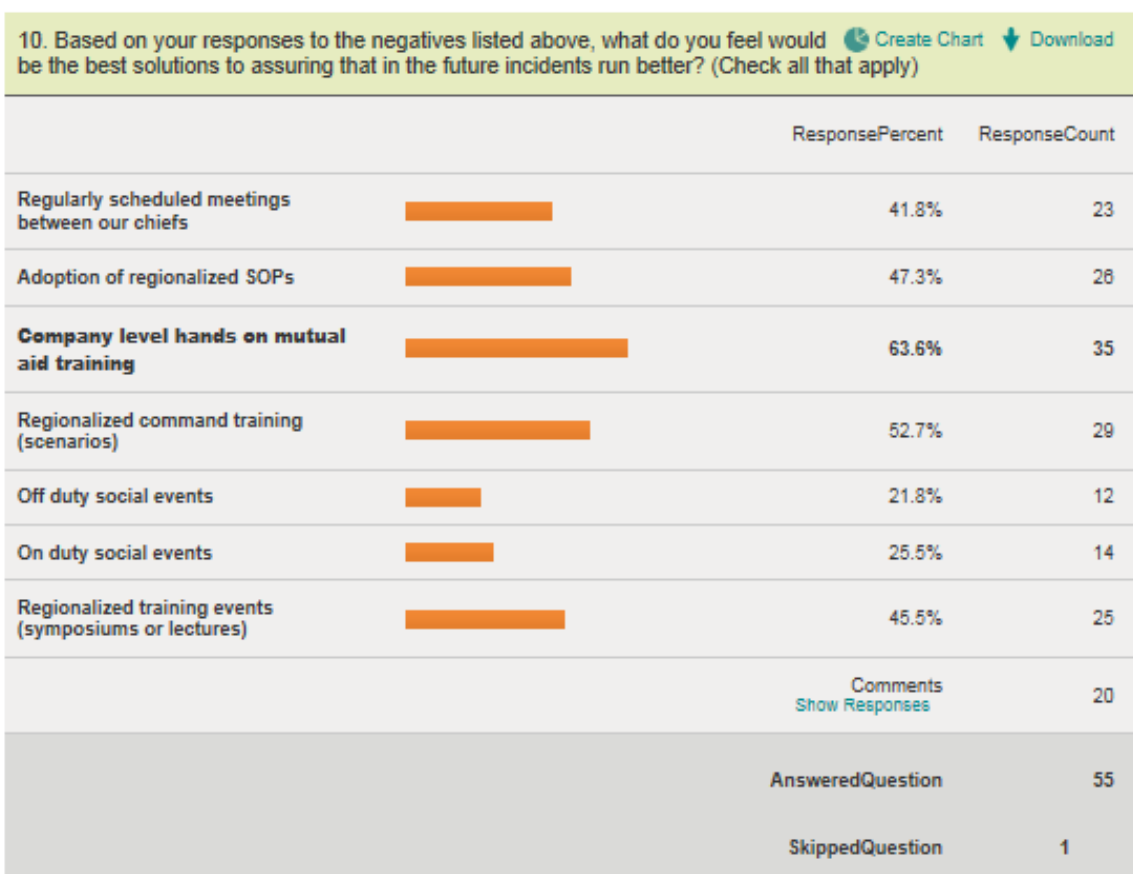 10. Based on your responses to the negatives listed above, what do you feel would Create Chart Download
be the best solutions to assuring that in the future incidents run better? (Check all that apply)
ResponsePercent ResponseCount
Regularly scheduled meetings
between our chiefs 41.8% 23
Adoption of regionalized SOPs 47.3% 26
Company level hands on mutual
aid training 63.6% 35
Regionalized command training
(scenarios) 52.7% 29
Off duty social events 21.8% 12
On duty social events 25.5% 14
Regionalized training events
(symposiums or lectures) 45.5% 25
Comments 20
Show Responses
AnsweredQuestion 55
SkippedQuestion 1